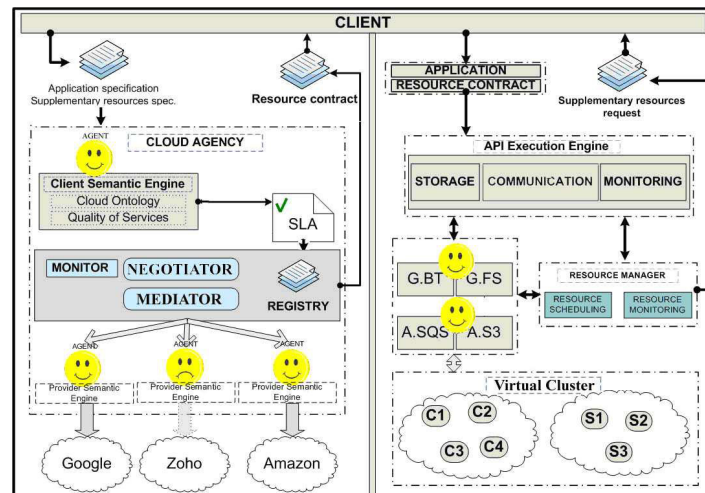 CLIENT
Application specification
Supplementary resources spec.
Resource contract
AGENT
CLOUD AGENCY
Client Semantic Engine
Cloud Ontology
Quality of Services
SLA
MONITOR
NEGOTIATOR
MEDIATOR
REGISTRY
AGENT
AGENT
AGENT
Provider Semantic
Engine
Provider Semantic
Engine
Provider Semantic
Engine
Google
Zoho
Amazon
APPLICATION
RESOURCE CONTRACT
Supplementary resources
request
API Execution Engine
STORAGE
COMMUNICATION
MONITORING
G.BT
G.FS
A.SQS
A.S3
RESOURCE MANAGER
RESOURCE
SCHEDULING
RESOURCE
MONITORING
Virtual Cluster
C1
C2
C3
C4
S1
S2
S3